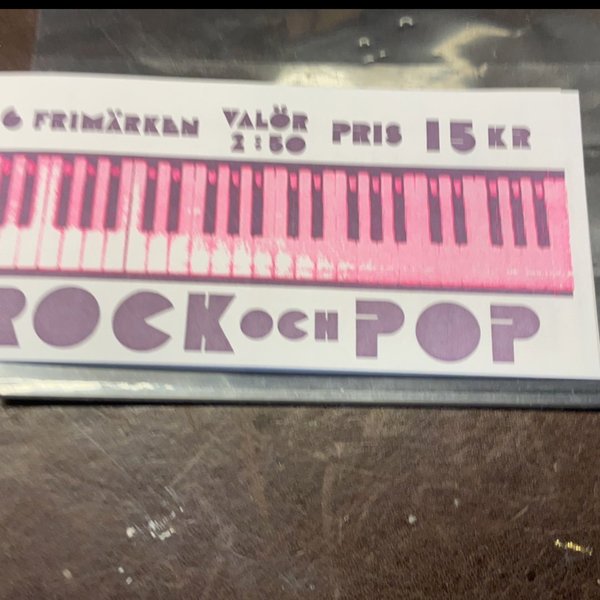 6 FRIMÄRKEN VALÖR 2:50 PRIS 15 KR
ROCK OCH POP